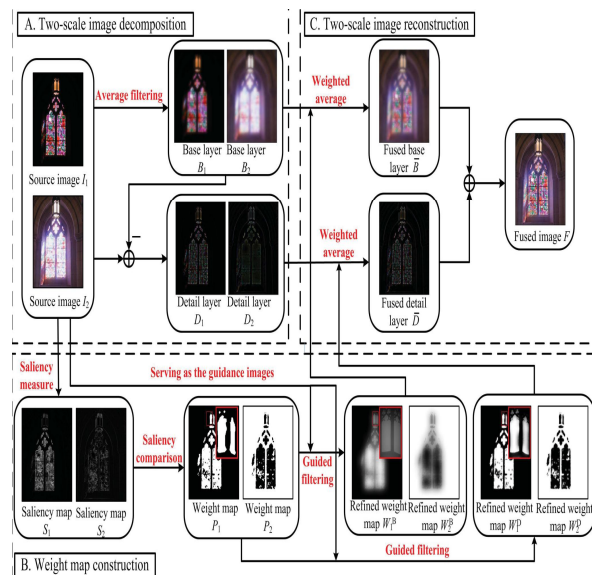 A. Two-scale image decomposition
C. Two-scale image reconstruction
Average filtering
Source image I₁
Source image I₂
Base layer B₁
Base layer B₂
−
Detail layer D₁
Detail layer D₂
Weighted average
Weighted average
Fused base layer B̅
Fused detail layer D̅
Fused image F
Saliency measure
Serving as the guidance images
Saliency map S₁
Saliency map S₂
Saliency comparison
Weight map P₁
Weight map P₂
Guided filtering
Refined weight map W₁ᴮ
Refined weight map W₂ᴮ
Refined weight map W₁ᴰ
Refined weight map W₂ᴰ
Guided filtering
B. Weight map construction